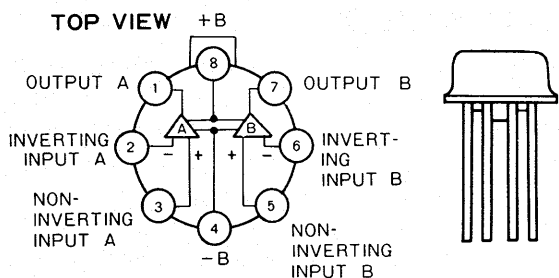 TOP VIEW
+B
8
OUTPUT A
1
7
OUTPUT B
A
B
INVERTING
INPUT A
2
-
+
+
-
6
INVERT-
ING
INPUT B
NON-
INVERTING
INPUT A
3
4
-B
5
NON-
INVERTING
INPUT B